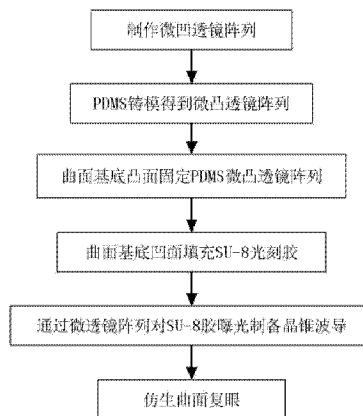 制作微凹透镜阵列
PDMS铸模得到微凸透镜阵列
曲面基底凸面固定PDMS微凸透镜阵列
曲面基底凹面填充SU-8光刻胶
通过微透镜阵列对SU-8胶曝光制备晶锥波导
仿生曲面复眼